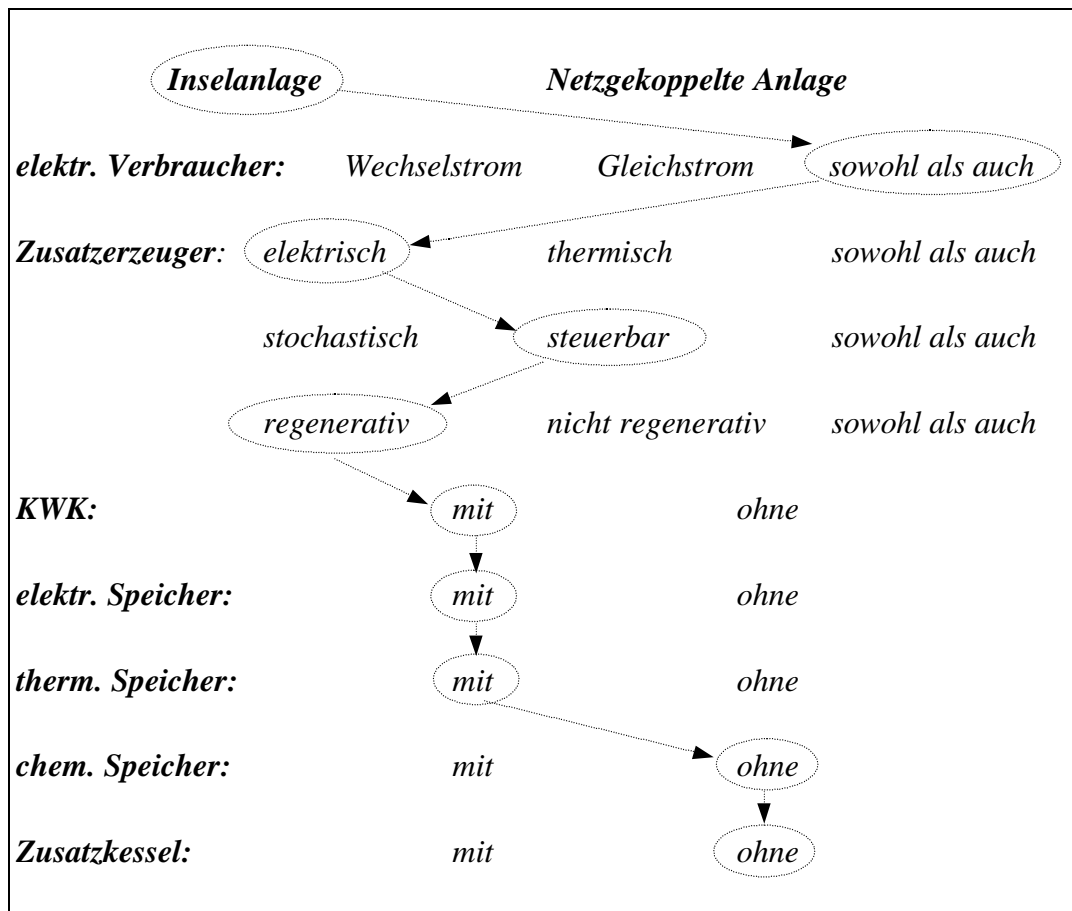 Inselanlage Netzgekoppelte Anlage
elektr. Verbraucher: Wechselstrom Gleichstrom sowohl als auch
Zusatzerzeuger: elektrisch thermisch sowohl als auch
stochastisch steuerbar sowohl als auch
regenerativ nicht regenerativ sowohl als auch
KWK: mit ohne
elektr. Speicher: mit ohne
therm. Speicher: mit ohne
chem. Speicher: mit ohne
Zusatzkessel: mit ohne